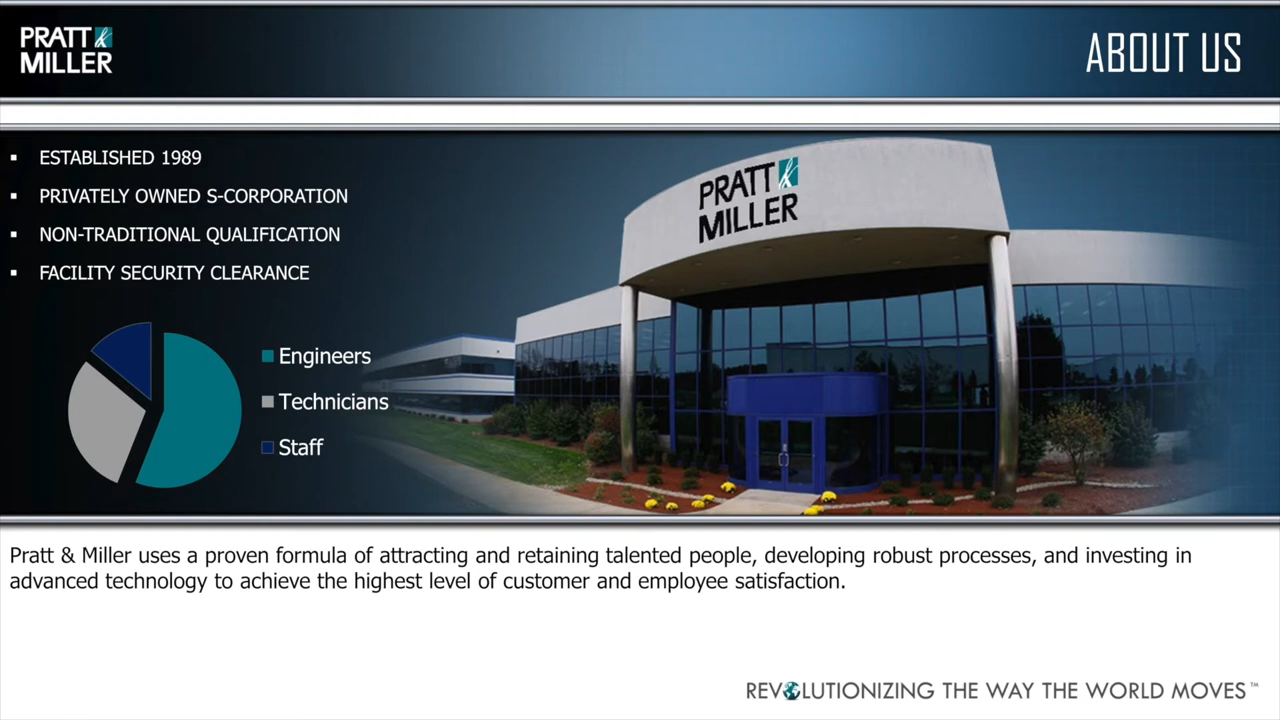 PRATT &
MILLER
ABOUT US
▪ ESTABLISHED 1989
▪ PRIVATELY OWNED S-CORPORATION
▪ NON-TRADITIONAL QUALIFICATION
▪ FACILITY SECURITY CLEARANCE
PRATT &
MILLER
Engineers
Technicians
Staff
Pratt & Miller uses a proven formula of attracting and retaining talented people, developing robust processes, and investing in
advanced technology to achieve the highest level of customer and employee satisfaction.
REVOLUTIONIZING THE WAY THE WORLD MOVES™